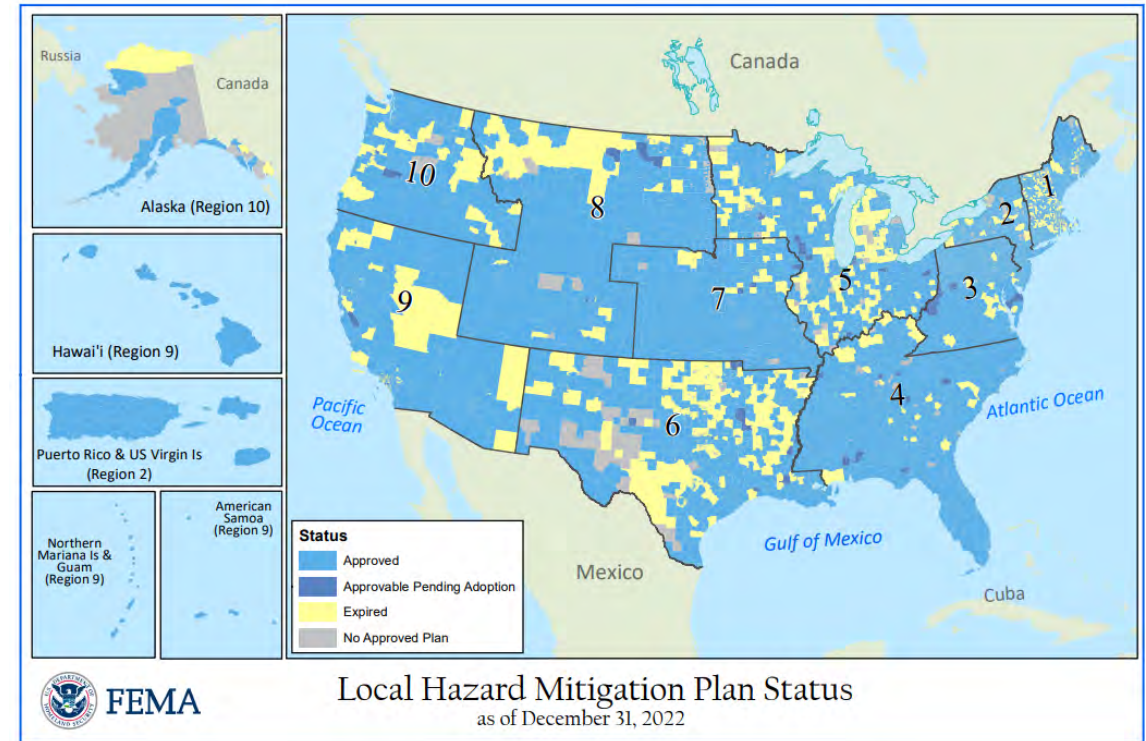 Russia
Canada
Alaska (Region 10)
Hawai'i (Region 9)
Puerto Rico & US Virgin Is
(Region 2)
Northern
Mariana Is &
Guam
(Region 9)
American
Samoa
(Region 9)
Canada
10
8
9
7
5
6
4
3
2
1
Pacific
Ocean
Atlantic Ocean
Gulf of Mexico
Mexico
Cuba
Status
Approved
Approvable Pending Adoption
Expired
No Approved Plan
FEMA
Local Hazard Mitigation Plan Status
as of December 31, 2022